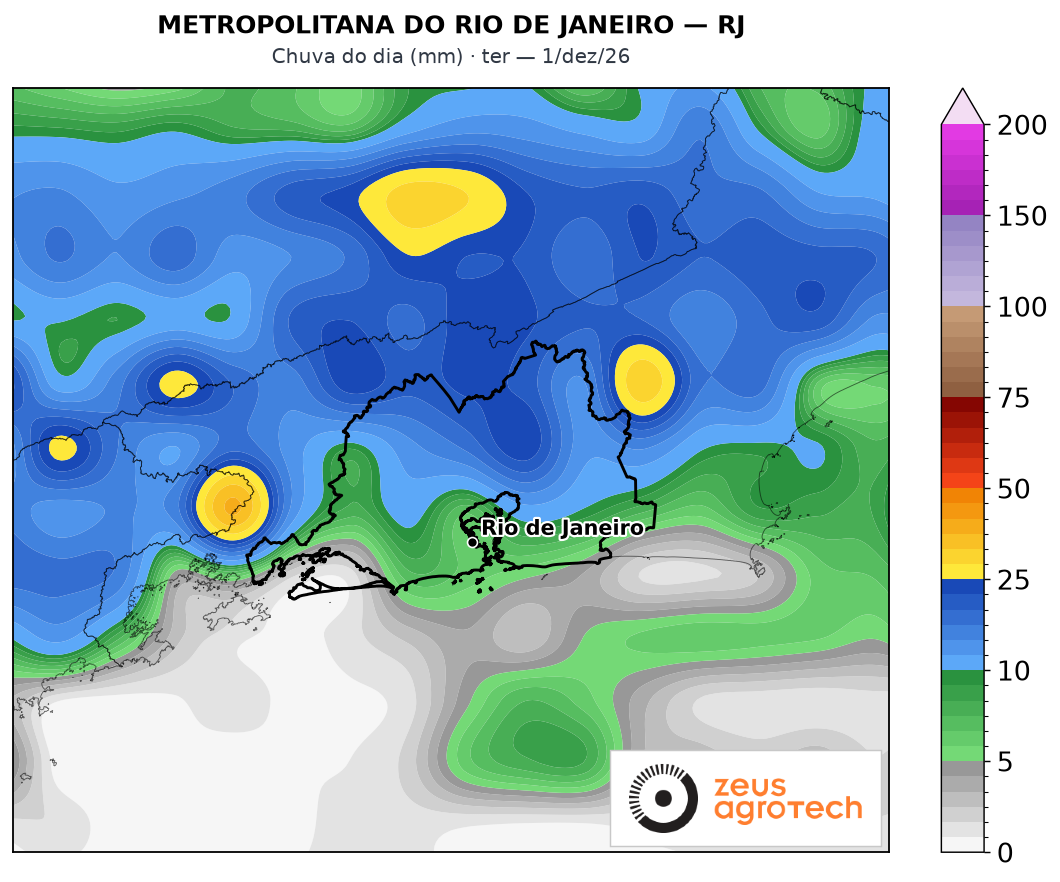 METROPOLITANA DO RIO DE JANEIRO — RJ
Chuva do dia (mm) · ter — 1/dez/26
200
150
100
75
50
25
10
5
0
Rio de Janeiro
zeus
agrotech